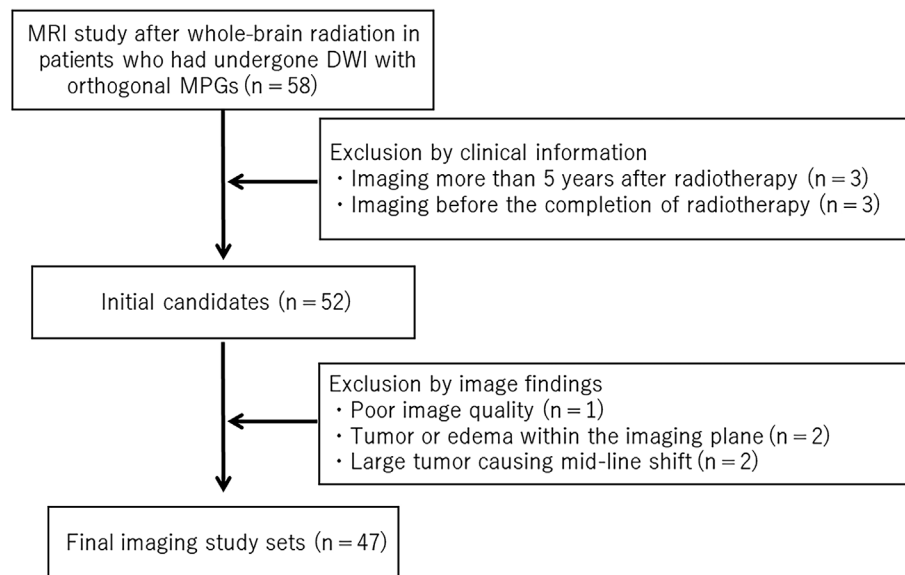 MRI study after whole-brain radiation in
patients who had undergone DWI with
orthogonal MPGs (n = 58)
Exclusion by clinical information
・Imaging more than 5 years after radiotherapy (n = 3)
・Imaging before the completion of radiotherapy (n = 3)
Initial candidates (n = 52)
Exclusion by image findings
・Poor image quality (n = 1)
・Tumor or edema within the imaging plane (n = 2)
・Large tumor causing mid-line shift (n = 2)
Final imaging study sets (n = 47)